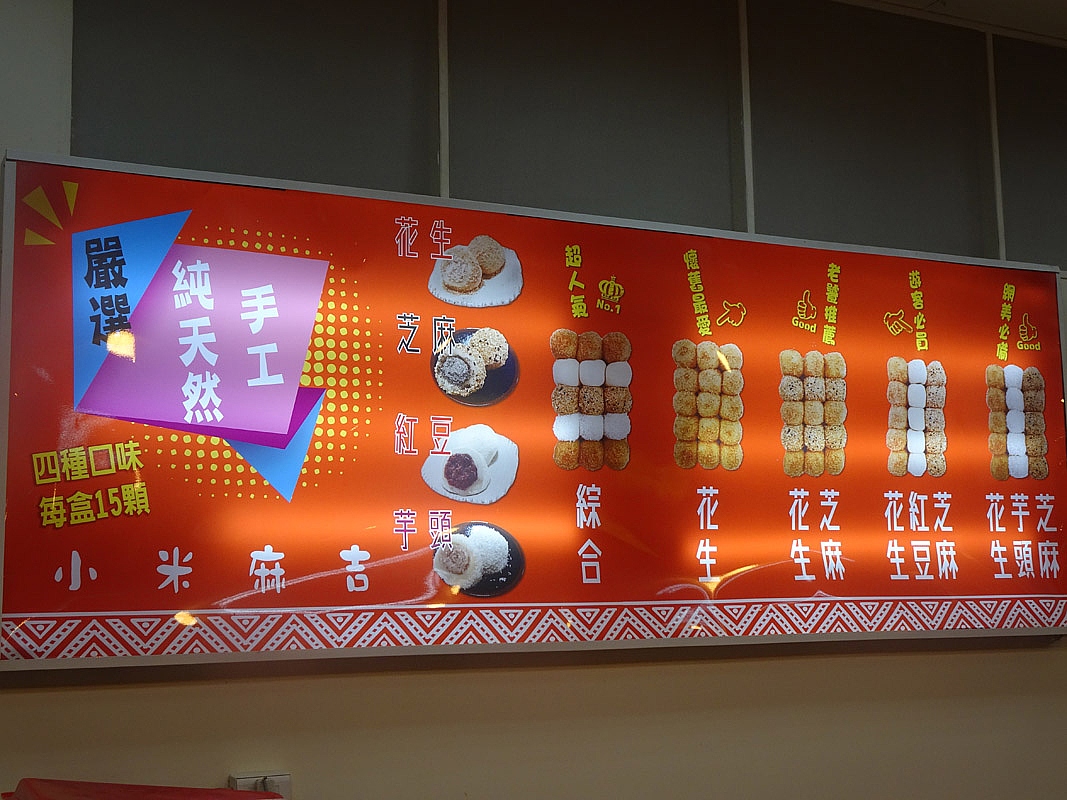 嚴選
純天然
手工
四種口味
每盒15顆
小米麻吉
花生
芝麻
紅豆
芋頭
超人氣
No.1
綜合
懷舊最愛
花生
老饕推薦
Good
花生
芝麻
遊客必買
花生
紅豆
芝麻
網美必備
Good
花生
芋頭
芝麻